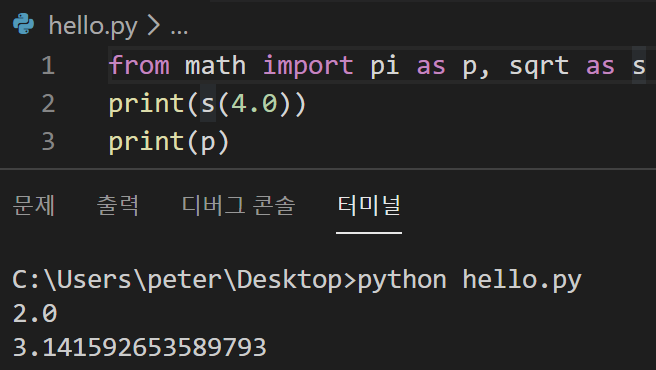 hello.py > ...
1 from math import pi as p, sqrt as s
2 print(s(4.0))
3 print(p)
문제 출력 디버그 콘솔 터미널
C:\Users\peter\Desktop>python hello.py
2.0
3.141592653589793